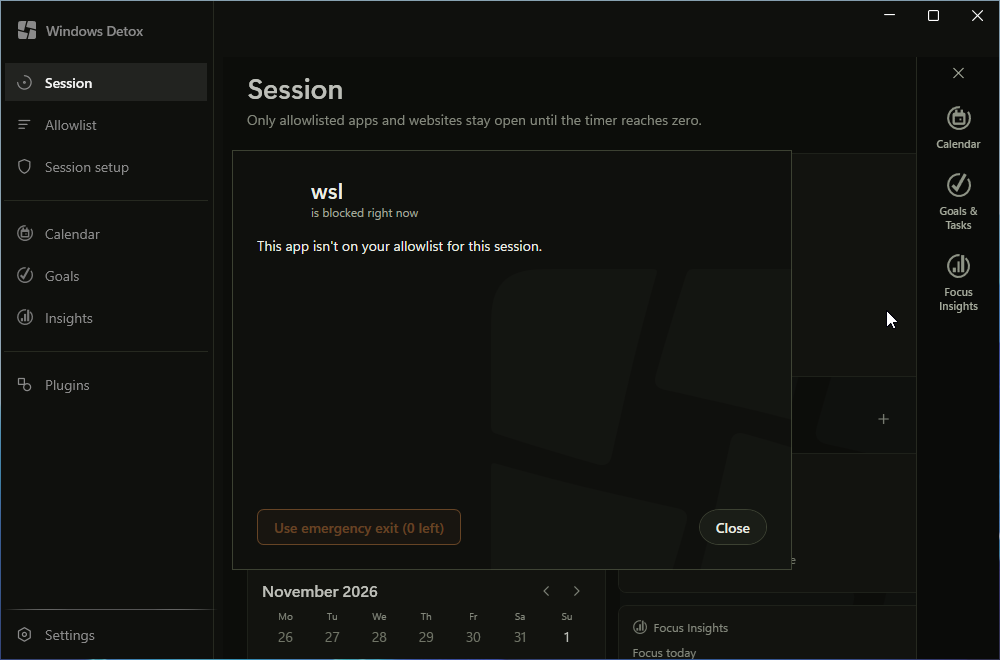 Windows Detox
Session
Allowlist
Session setup
Calendar
Goals
Insights
Plugins
Settings
Session
Only allowlisted apps and websites stay open until the timer reaches zero.
wsl
is blocked right now
This app isn't on your allowlist for this session.
Use emergency exit (0 left)
Close
November 2026
Mo Tu We Th Fr Sa Su
26 27 28 29 30 31 1
Focus Insights
Focus today
Calendar
Goals &
Tasks
Focus
Insights